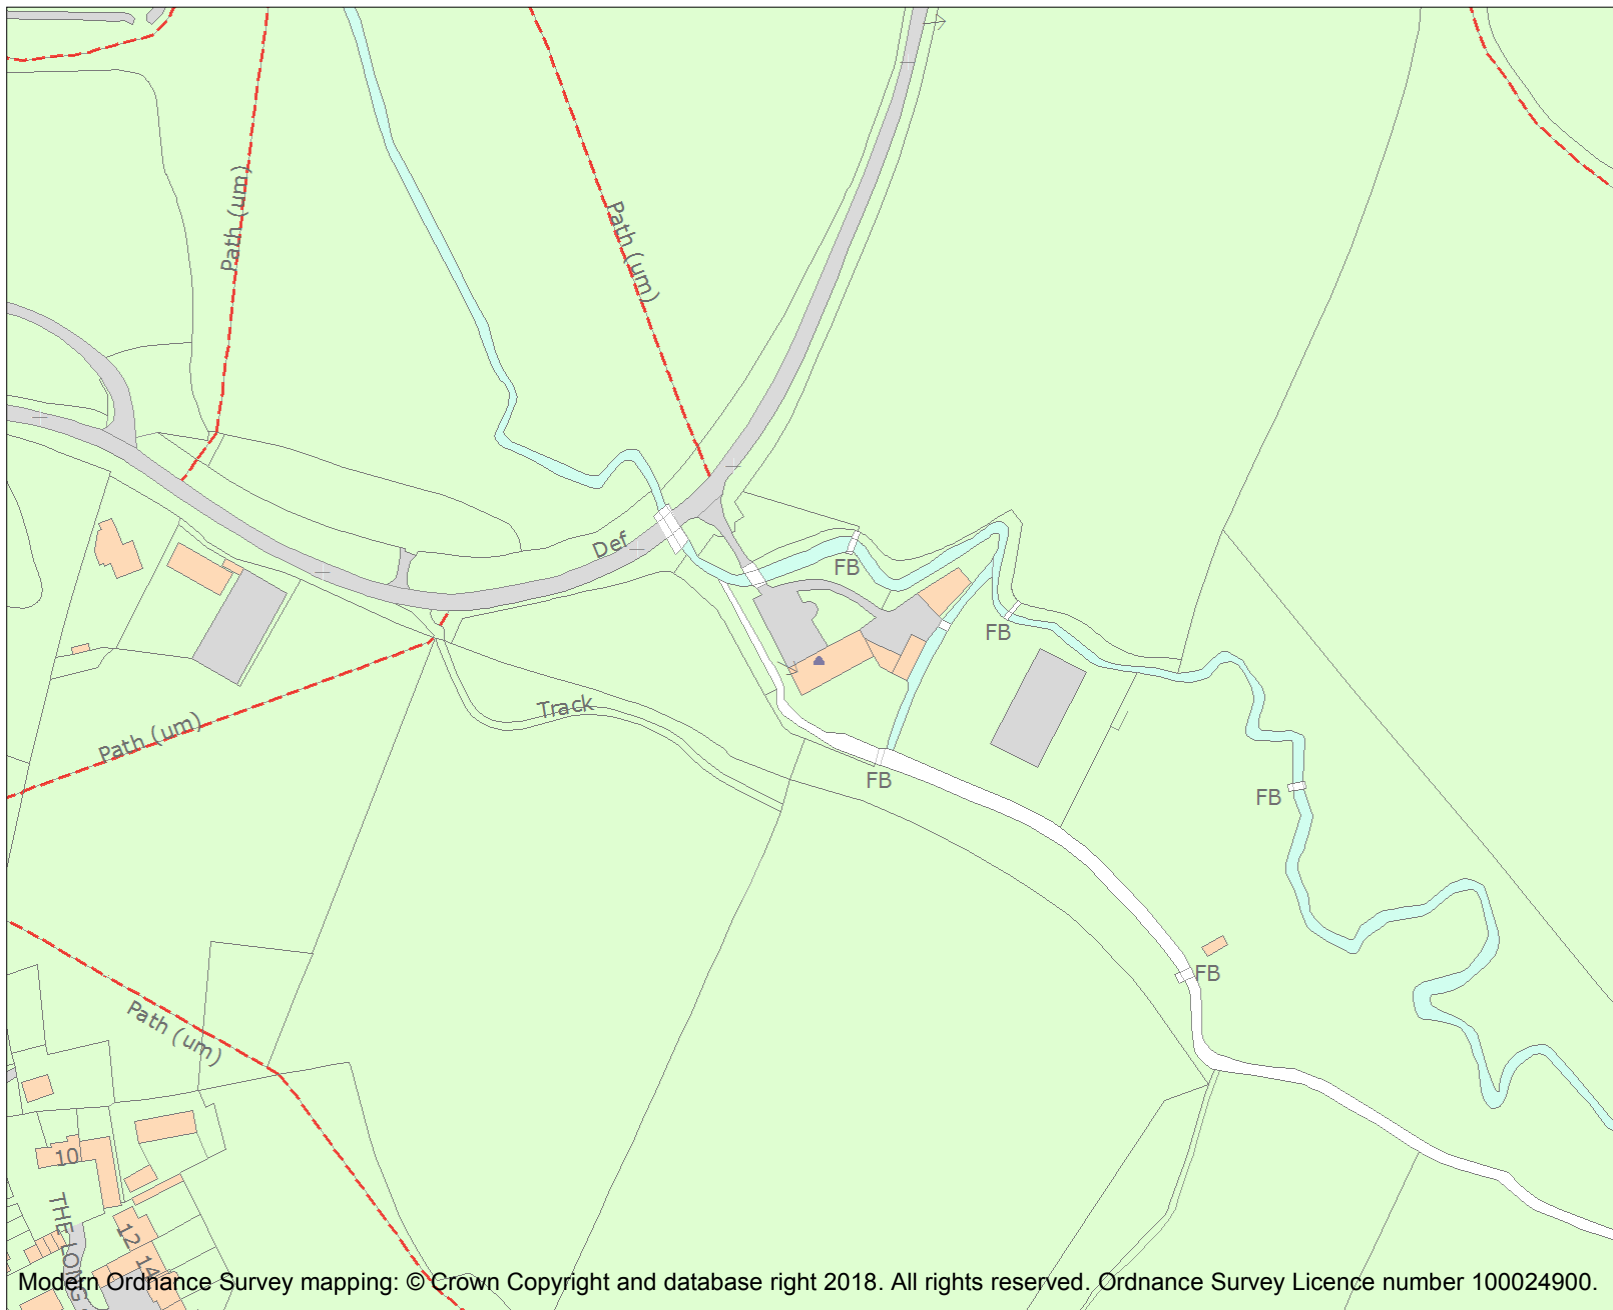 Path (um)
Path (um)
Def
FB
FB
Track
Path (um)
FB
FB
FB
Path (um)
10
THE LONG
12
14
Modern Ordnance Survey mapping: © Crown Copyright and database right 2018. All rights reserved. Ordnance Survey Licence number 100024900.